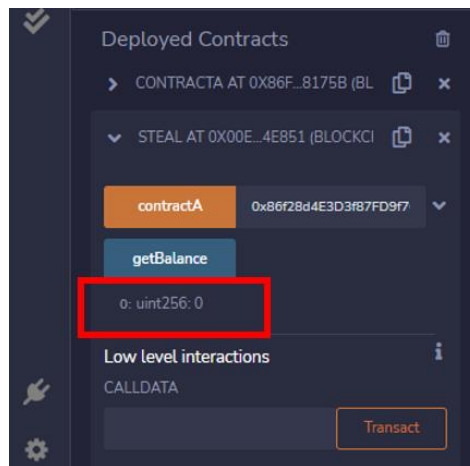 Deployed Contracts
CONTRACTA AT 0X86F...8175B (BL
STEAL AT 0X00E...4E851 (BLOCKCI
contractA 0x86f28d4E3D3f87FD9f7
getBalance
0: uint256: 0
Low level interactions i
CALLDATA
Transact